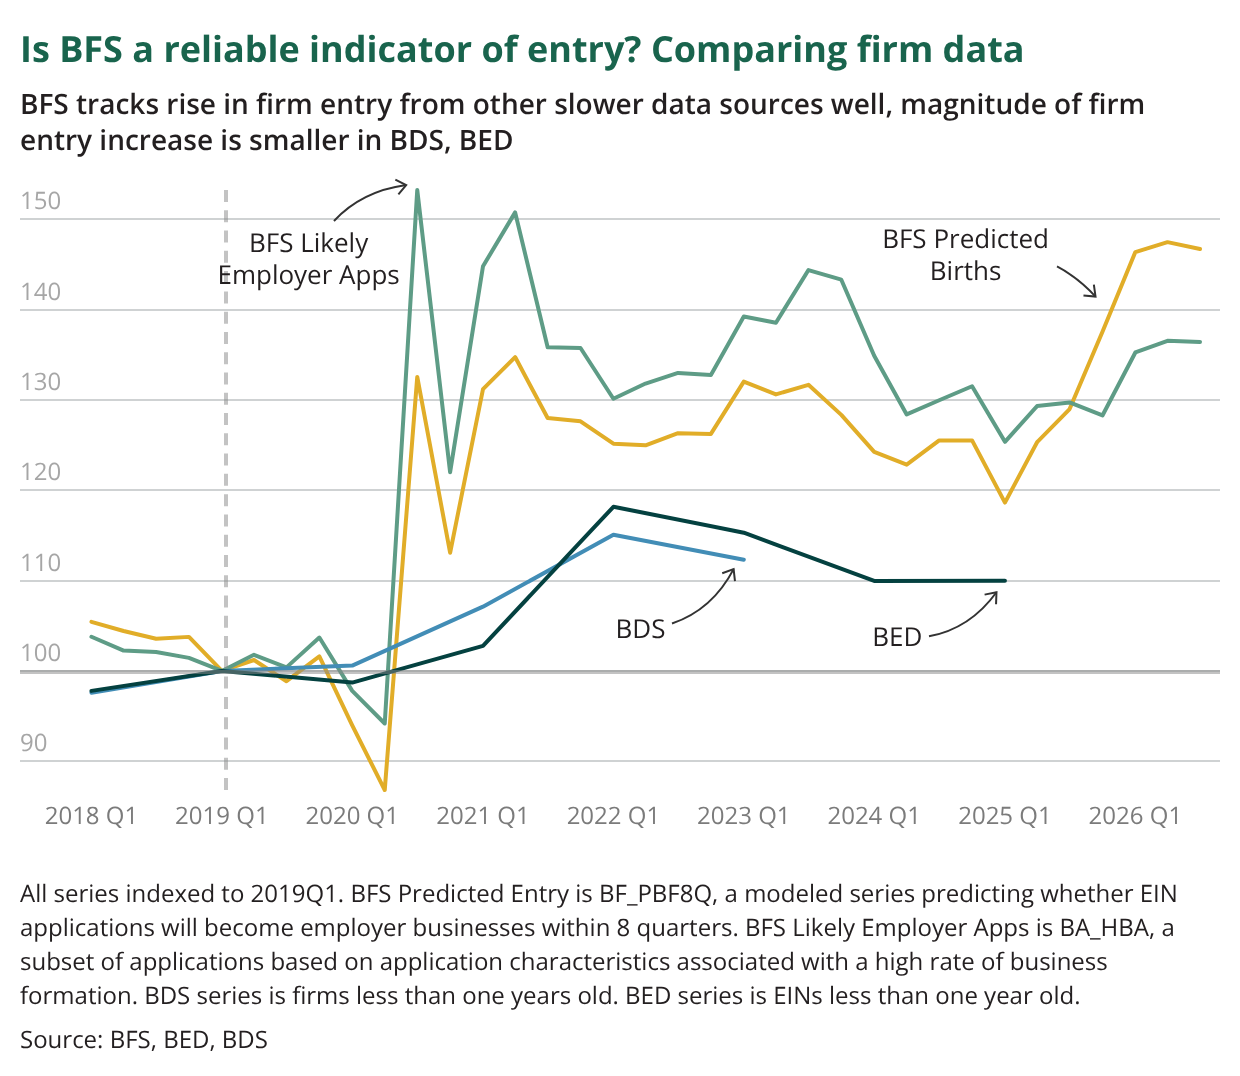 Is BFS a reliable indicator of entry? Comparing firm data
BFS tracks rise in firm entry from other slower data sources well, magnitude of firm
entry increase is smaller in BDS, BED
150
140
130
120
110
100
90
BFS Likely
Employer Apps
BFS Predicted
Births
BDS
BED
2018 Q1
2019 Q1
2020 Q1
2021 Q1
2022 Q1
2023 Q1
2024 Q1
2025 Q1
2026 Q1
All series indexed to 2019Q1. BFS Predicted Entry is BF_PBF8Q, a modeled series predicting whether EIN
applications will become employer businesses within 8 quarters. BFS Likely Employer Apps is BA_HBA, a
subset of applications based on application characteristics associated with a high rate of business
formation. BDS series is firms less than one years old. BED series is EINs less than one year old.
Source: BFS, BED, BDS